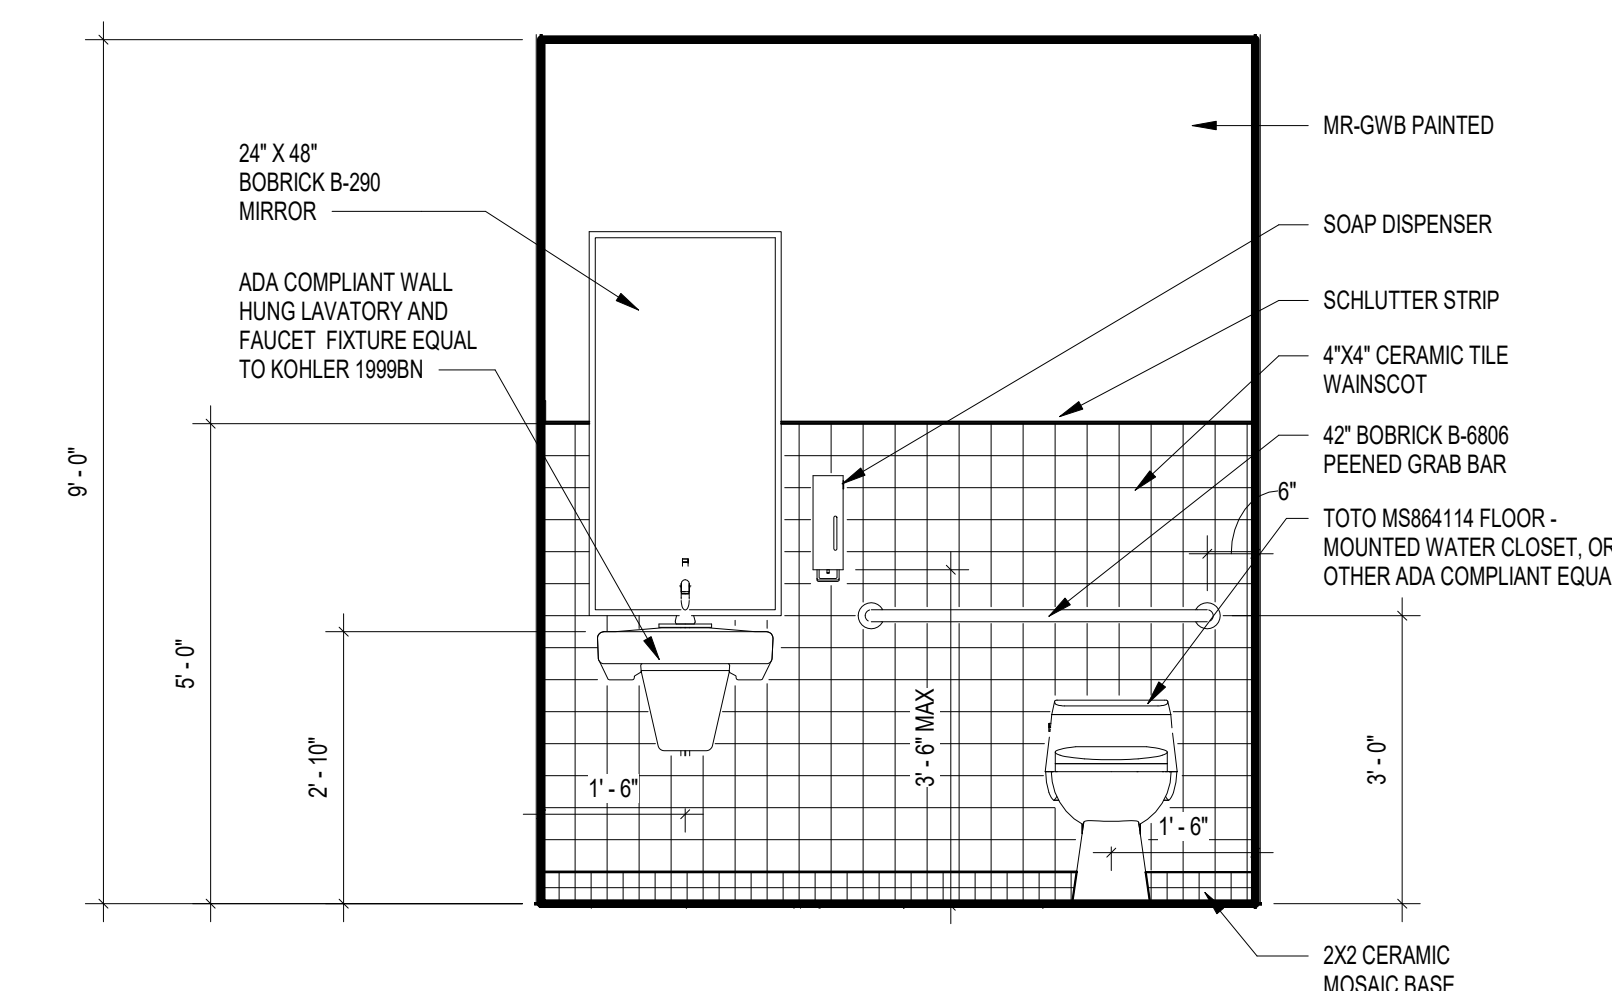 24" X 48"
BOBRICK B-290
MIRROR
ADA COMPLIANT WALL
HUNG LAVATORY AND
FAUCET FIXTURE EQUAL
TO KOHLER 1999BN
9' - 0"
5' - 0"
2' - 10"
1' - 6"
3' - 6" MAX
1' - 6"
3' - 0"
6"
MR-GWB PAINTED
SOAP DISPENSER
SCHLUTTER STRIP
4"X4" CERAMIC TILE
WAINSCOT
42" BOBRICK B-6806
PEENED GRAB BAR
TOTO MS864114 FLOOR -
MOUNTED WATER CLOSET, OR
OTHER ADA COMPLIANT EQUA
2X2 CERAMIC
MOSAIC BASE